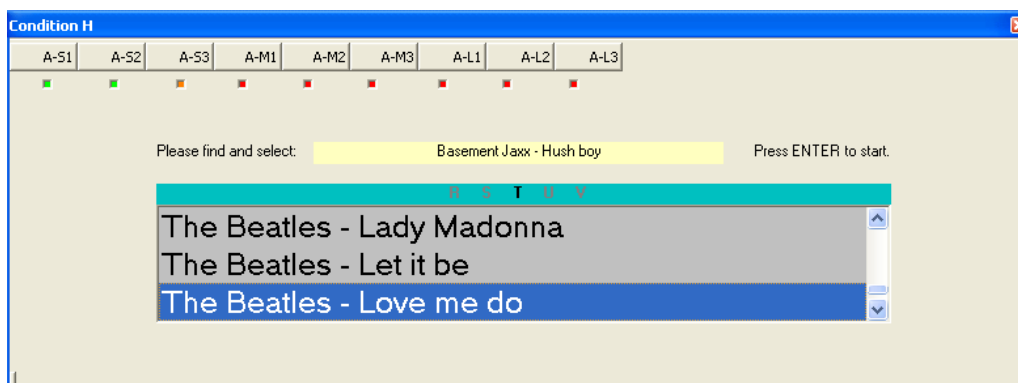 Condition H
A-S1 A-S2 A-S3 A-M1 A-M2 A-M3 A-L1 A-L2 A-L3
Please find and select: Basement Jaxx - Hush boy Press ENTER to start.
R S T U V
The Beatles - Lady Madonna
The Beatles - Let it be
The Beatles - Love me do